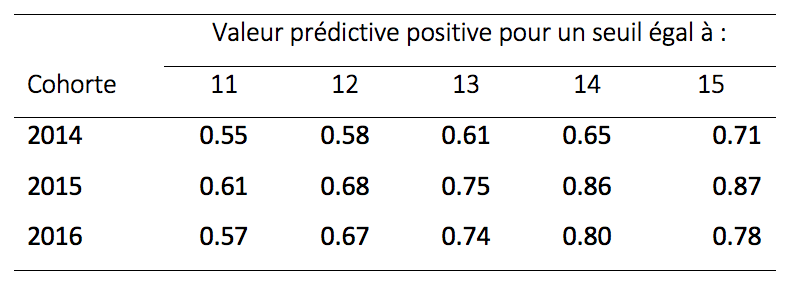 Valeur prédictive positive pour un seuil égal à :
Cohorte 11 12 13 14 15
2014 0.55 0.58 0.61 0.65 0.71
2015 0.61 0.68 0.75 0.86 0.87
2016 0.57 0.67 0.74 0.80 0.78